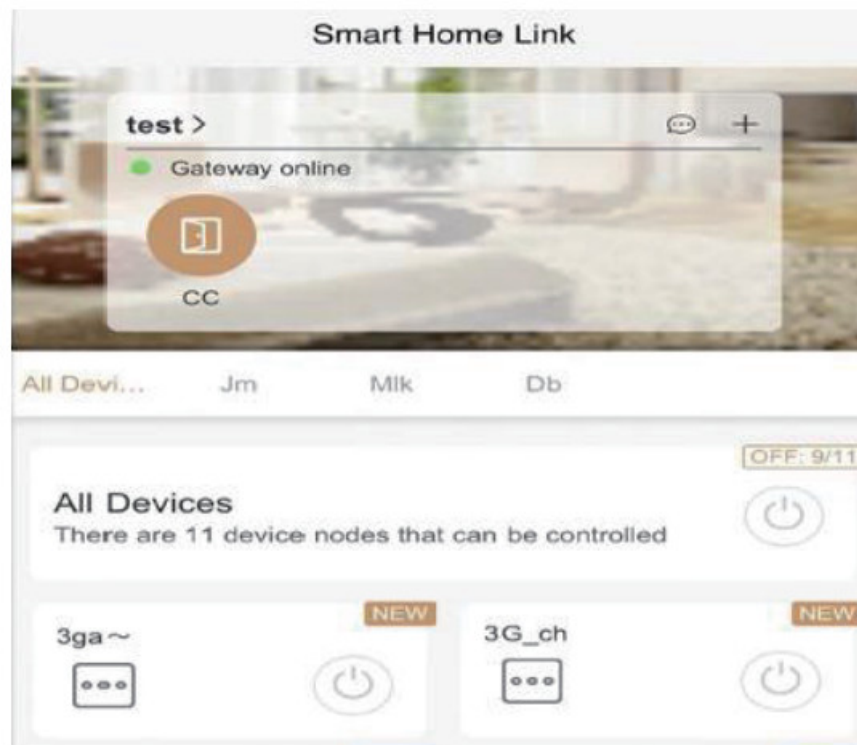 Smart Home Link
test >
Gateway online
CC
All Devi... Jm Mlk Db
OFF: 9/11
All Devices
There are 11 device nodes that can be controlled
NEW NEW
3ga~ 3G_ch